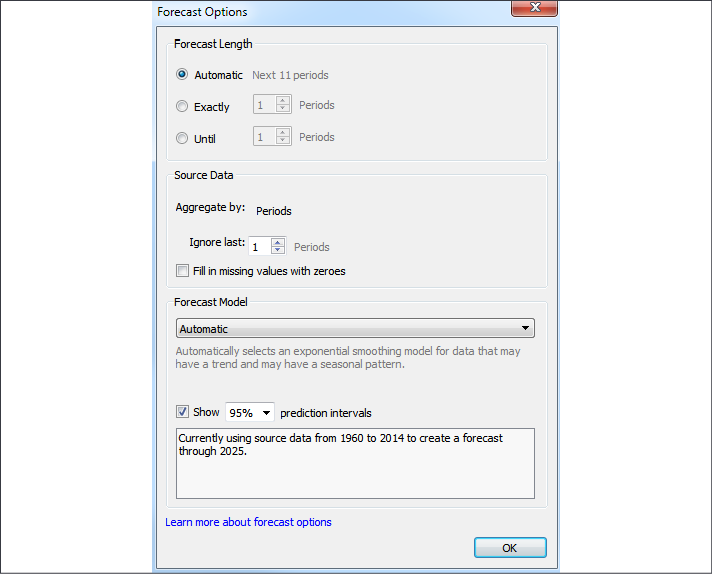 Forecast Options
Forecast Length
Automatic Next 11 periods
Exactly 1 Periods
Until 1 Periods
Source Data
Aggregate by: Periods
Ignore last: 1 Periods
Fill in missing values with zeroes
Forecast Model
Automatic
Automatically selects an exponential smoothing model for data that may
have a trend and may have a seasonal pattern.
Show 95% prediction intervals
Currently using source data from 1960 to 2014 to create a forecast
through 2025.
Learn more about forecast options
OK